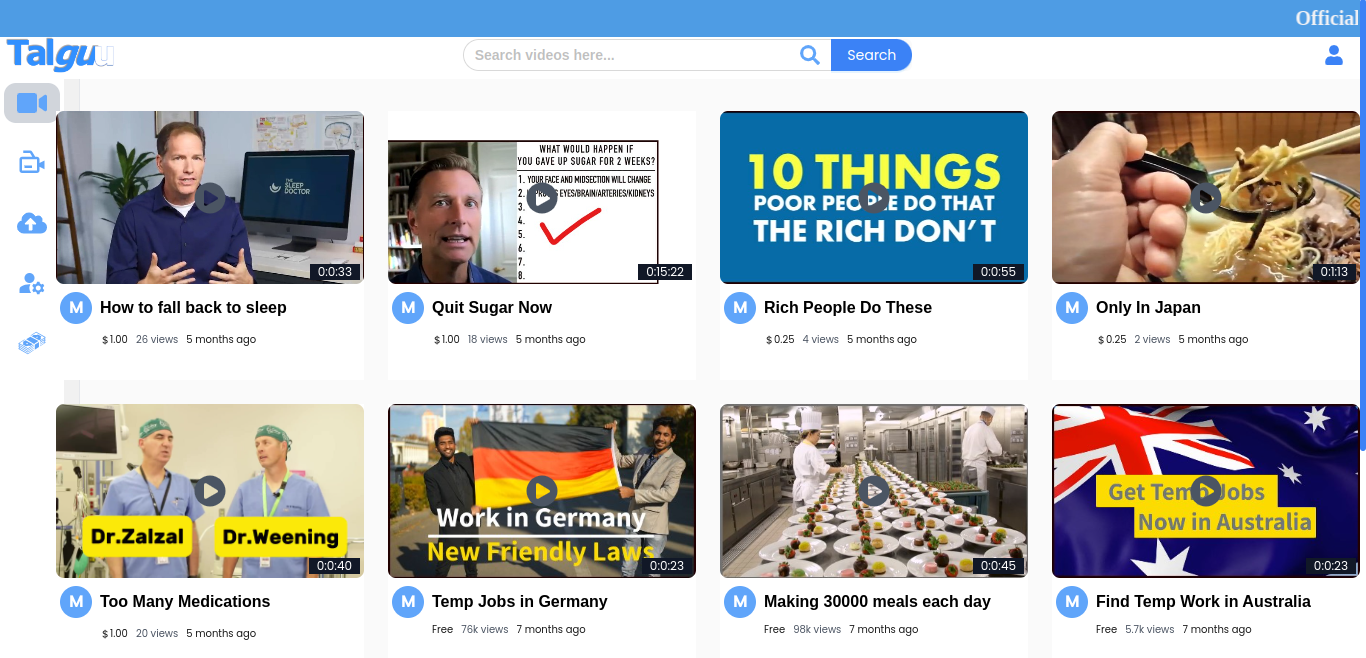 Official
Talguu
Search videos here...
Search
THE
SLEEP
DOCTOR
0:0:33
WHAT WOULD HAPPEN IF
YOU GAVE UP SUGAR FOR 2 WEEKS?
1. YOUR FACE AND MIDSECTION WILL CHANGE
2. EYES/BRAIN/ARTERIES/KIDNEYS
3.
4.
5.
6.
7.
8.
0:15:22
10 THINGS
POOR PEOPLE DO THAT
THE RICH DON'T
0:0:55
0:1:13
M How to fall back to sleep
$ 1.00 26 views 5 months ago
M Quit Sugar Now
$ 1.00 18 views 5 months ago
M Rich People Do These
$ 0.25 4 views 5 months ago
M Only In Japan
$ 0.25 2 views 5 months ago
Dr.Zalzal
Dr.Weening
0:0:40
Work in Germany
New Friendly Laws
0:0:23
0:0:45
Get Temp Jobs
Now in Australia
0:0:23
M Too Many Medications
$ 1.00 20 views 5 months ago
M Temp Jobs in Germany
Free 76k views 7 months ago
M Making 30000 meals each day
Free 98k views 7 months ago
M Find Temp Work in Australia
Free 5.7k views 7 months ago